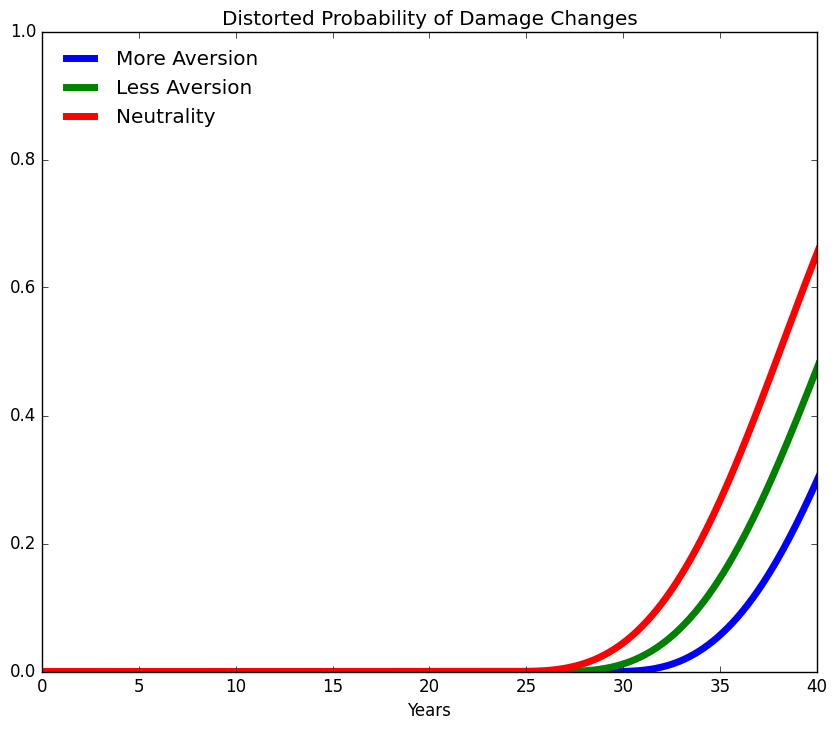 Distorted Probability of Damage Changes
More Aversion
Less Aversion
Neutrality
1.0
0.8
0.6
0.4
0.2
0.0
0 5 10 15 20 25 30 35 40
Years